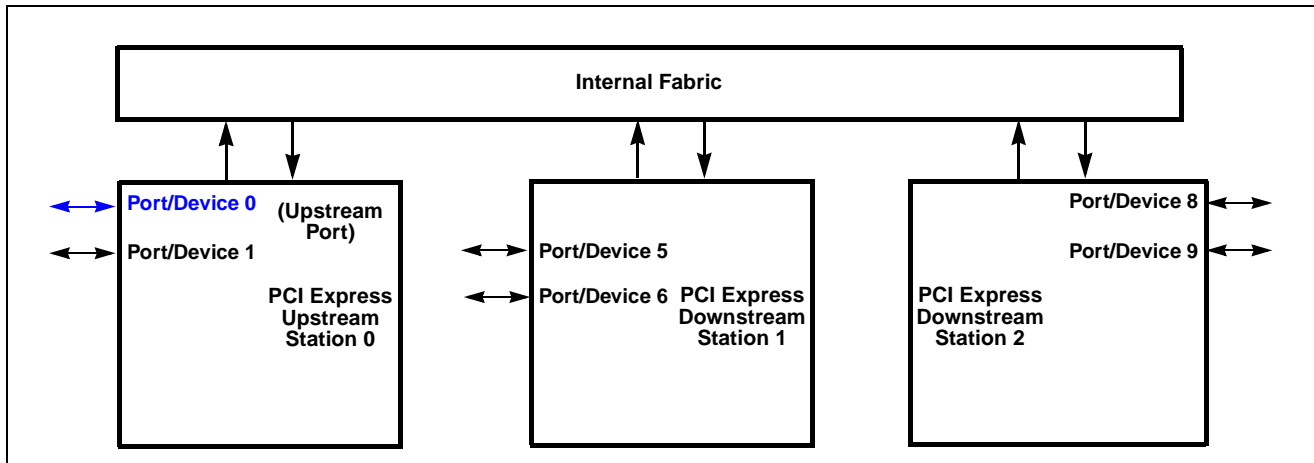 Internal Fabric
Port/Device 0
(Upstream
Port)
Port/Device 1
PCI Express
Upstream
Station 0
Port/Device 5
Port/Device 6
PCI Express
Downstream
Station 1
Port/Device 8
Port/Device 9
PCI Express
Downstream
Station 2